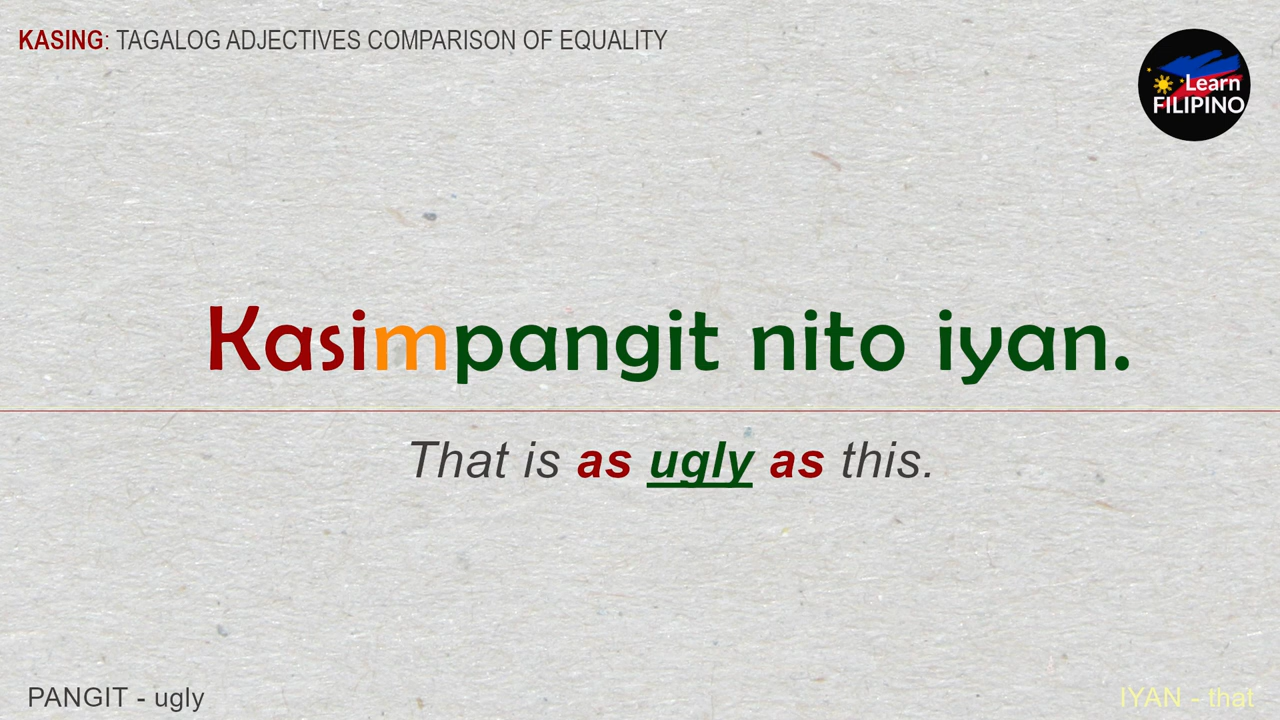 KASING: TAGALOG ADJECTIVES COMPARISON OF EQUALITY
Learn
FILIPINO
Kasimpangit nito iyan.
That is as ugly as this.
PANGIT - ugly
IYAN - that